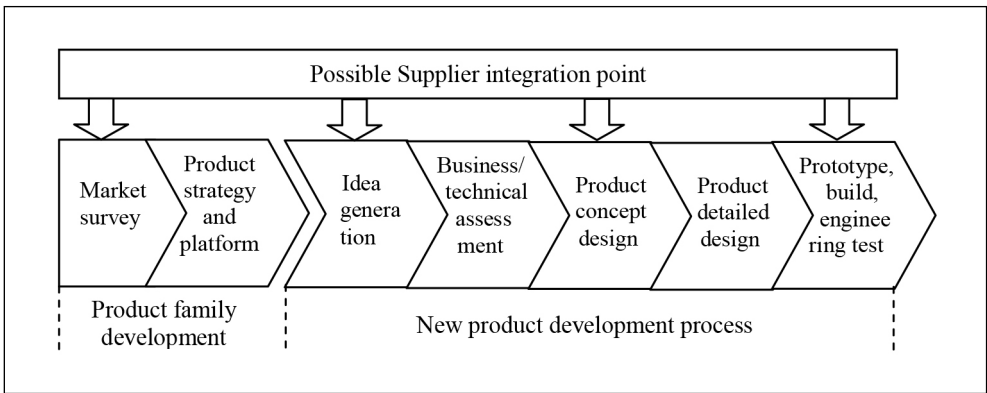 Possible Supplier integration point
Market
survey
Product
strategy
and
platform
Idea
genera
tion
Business/
technical
assess
ment
Product
concept
design
Product
detailed
design
Prototype,
build,
enginee
ring test
Product family
development
New product development process